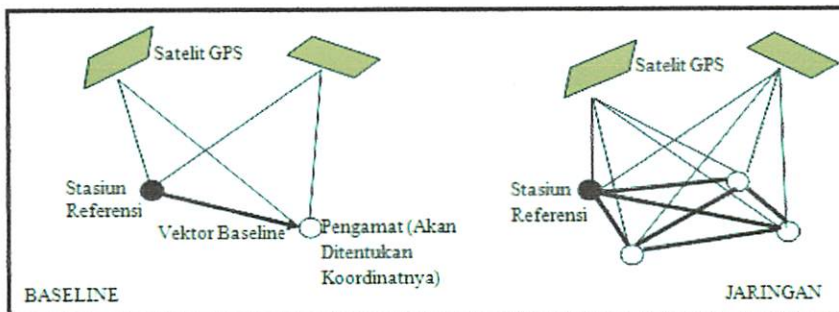 Satelit GPS
Stasiun
Referensi
Vektor Baseline
Pengamat (Akan
Ditentukan
Koordinatnya)
BASELINE
Satelit GPS
Stasiun
Referensi
JARINGAN